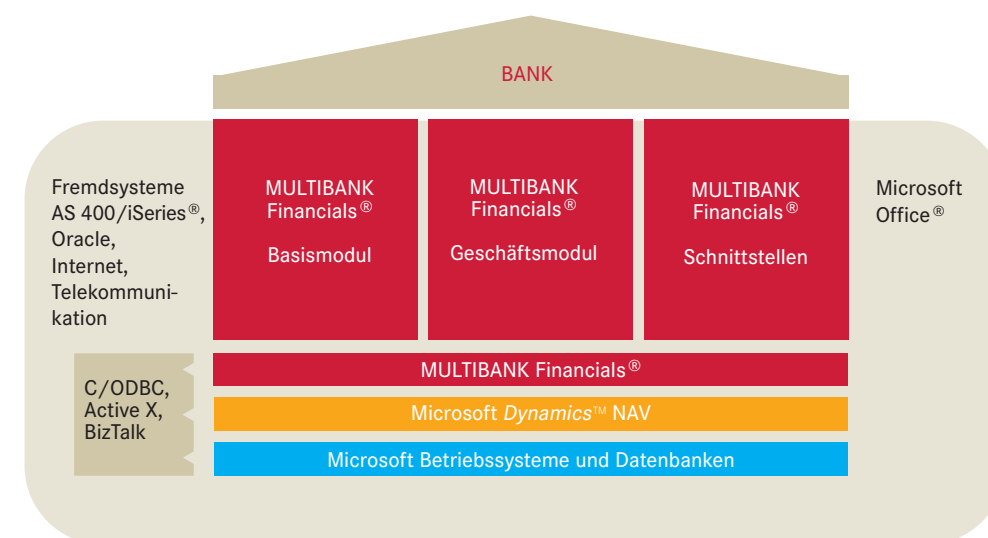 BANK
Fremdsysteme
AS 400/iSeries®,
Oracle,
Internet,
Telekommuni-
kation
MULTIBANK
Financials®
Basismodul
MULTIBANK
Financials®
Geschäftsmodul
MULTIBANK
Financials®
Schnittstellen
Microsoft
Office®
C/ODBC,
Active X,
BizTalk
MULTIBANK Financials®
Microsoft Dynamics™ NAV
Microsoft Betriebssysteme und Datenbanken